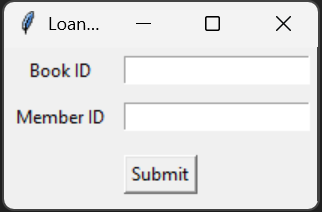 Loan...
Book ID
Member ID
Submit